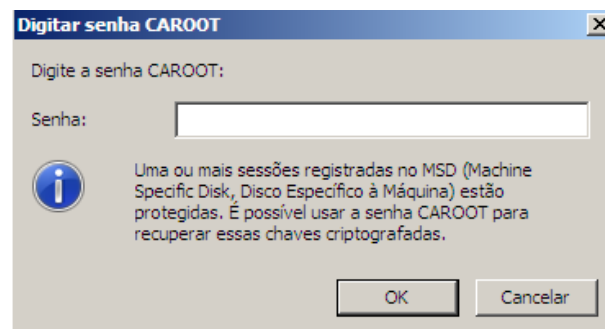 Digitar senha CAROOT
Digite a senha CAROOT:
Senha:
Uma ou mais sessões registradas no MSD (Machine
Specific Disk, Disco Específico à Máquina) estão
protegidas. É possível usar a senha CAROOT para
recuperar essas chaves criptografadas.
OK
Cancelar